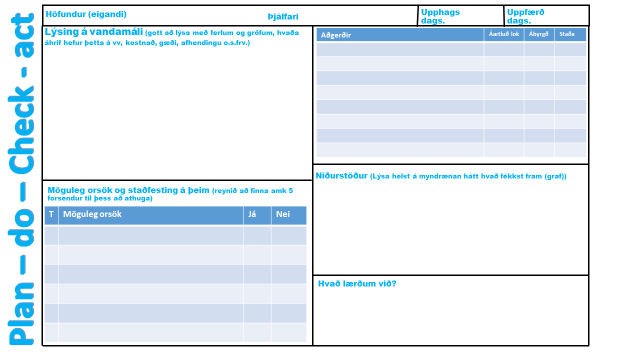 Plan – do – Check - act
Höfundur (eigandi)
Þjálfari
Upphags
dags.
Uppfærð
dags.
Lýsing á vandamáli (gott að lýsa með ferlum og gröfum, hvaða
áhrif hefur þetta á vv, kostnað, gæði, afhendingu o.s.frv.)
Möguleg orsök og staðfesting á þeim (reynið að finna amk 5
forsendur til þess að athuga)
T Möguleg orsök Já Nei
Aðgerðir Áætluð lok Ábyrgð Staða
Niðurstöður (Lýsa helst á myndrænan hátt hvað fékkst fram (graf))
Hvað lærðum við?